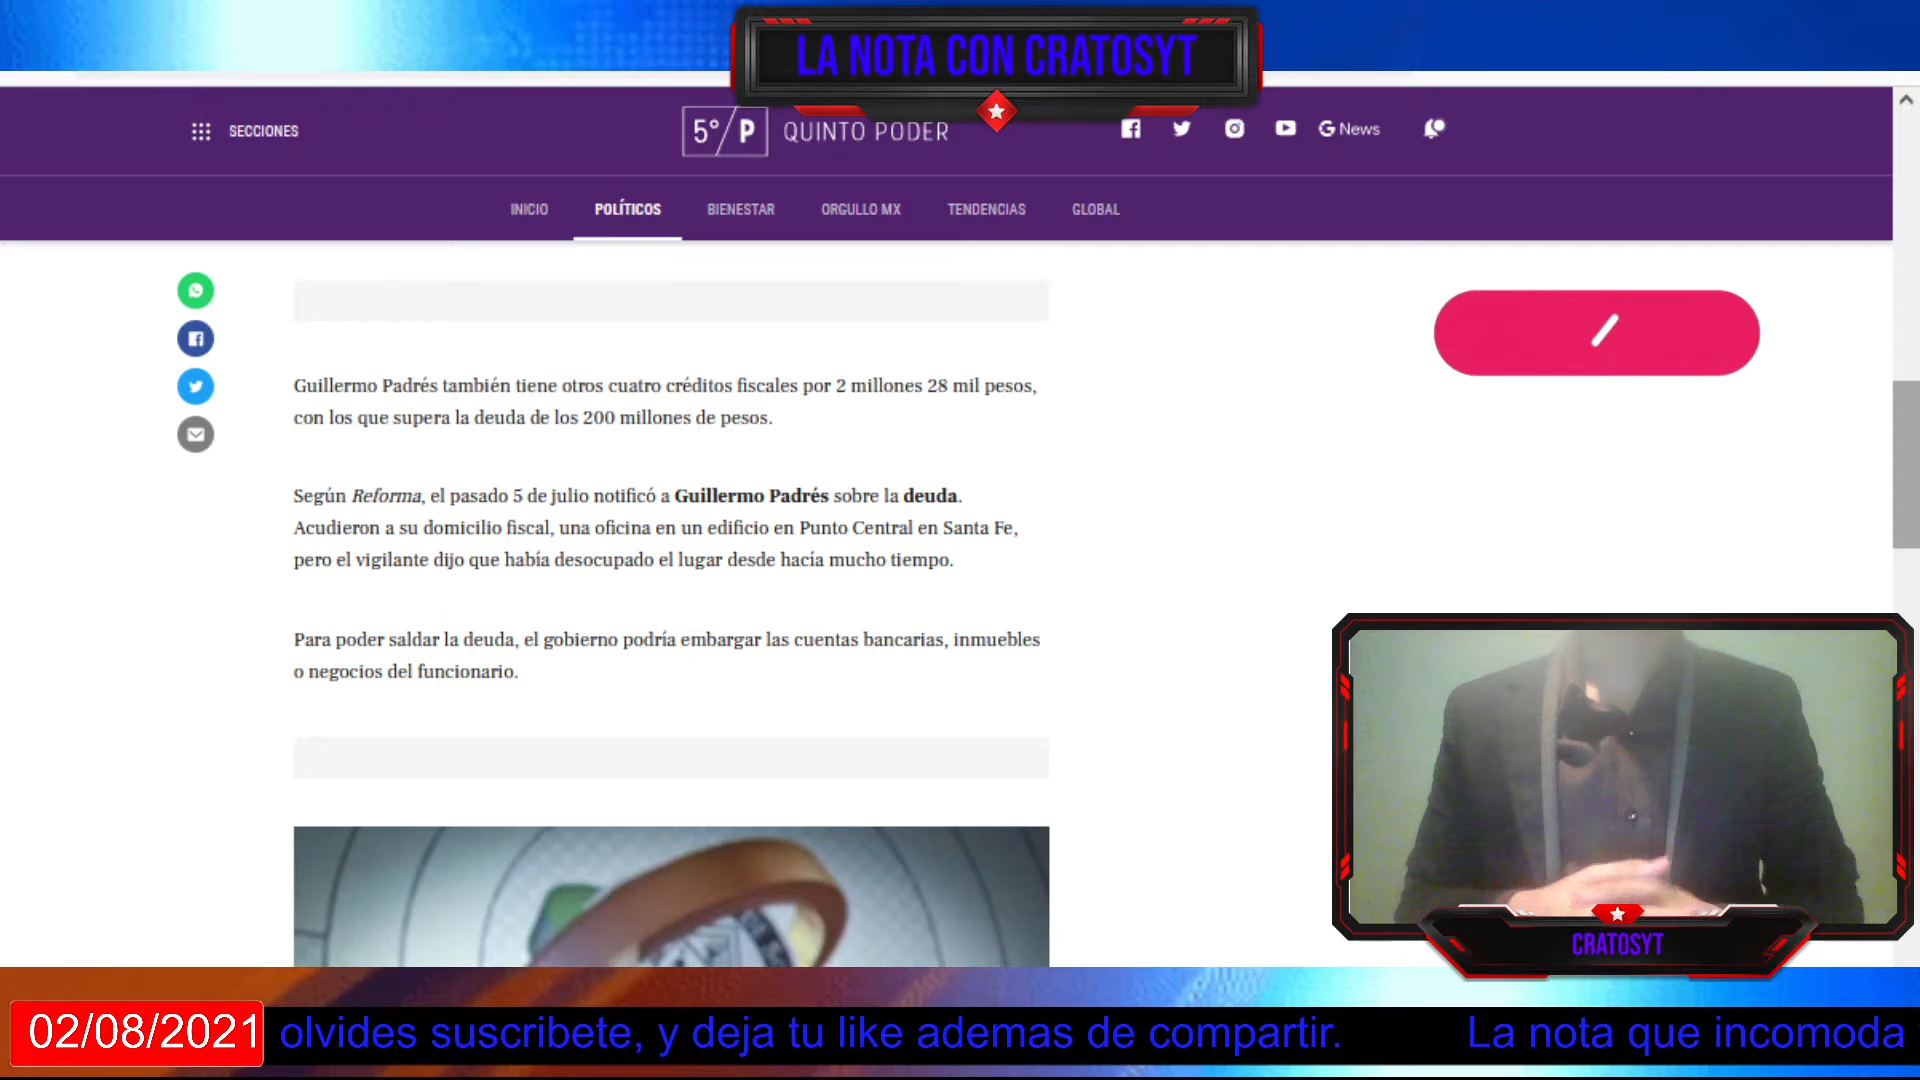 LA NOTA CON CRATOSYT
SECCIONES
5°/P QUINTO PODER
G News
INICIO
POLÍTICOS
BIENESTAR
ORGULLO MX
TENDENCIAS
GLOBAL
Guillermo Padrés también tiene otros cuatro créditos fiscales por 2 millones 28 mil pesos,
con los que supera la deuda de los 200 millones de pesos.
Según Reforma, el pasado 5 de julio notificó a Guillermo Padrés sobre la deuda.
Acudieron a su domicilio fiscal, una oficina en un edificio en Punto Central en Santa Fe,
pero el vigilante dijo que había desocupado el lugar desde hacía mucho tiempo.
Para poder saldar la deuda, el gobierno podría embargar las cuentas bancarias, inmuebles
o negocios del funcionario.
CRATOSYT
02/08/2021
olvides suscribete, y deja tu like ademas de compartir.
La nota que incomoda